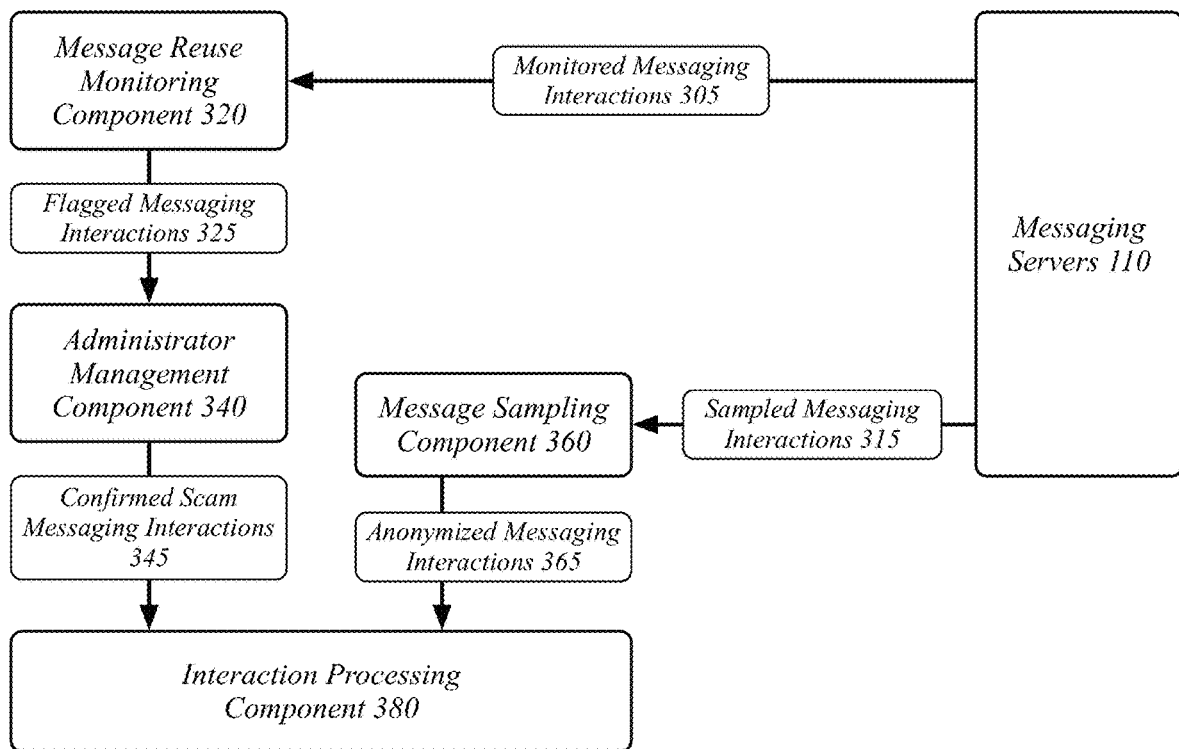 Message Reuse
Monitoring
Component 320
Monitored Messaging
Interactions 305
Messaging
Servers 110
Flagged Messaging
Interactions 325
Administrator
Management
Component 340
Message Sampling
Component 360
Sampled Messaging
Interactions 315
Confirmed Scam
Messaging Interactions
345
Anonymized Messaging
Interactions 365
Interaction Processing
Component 380